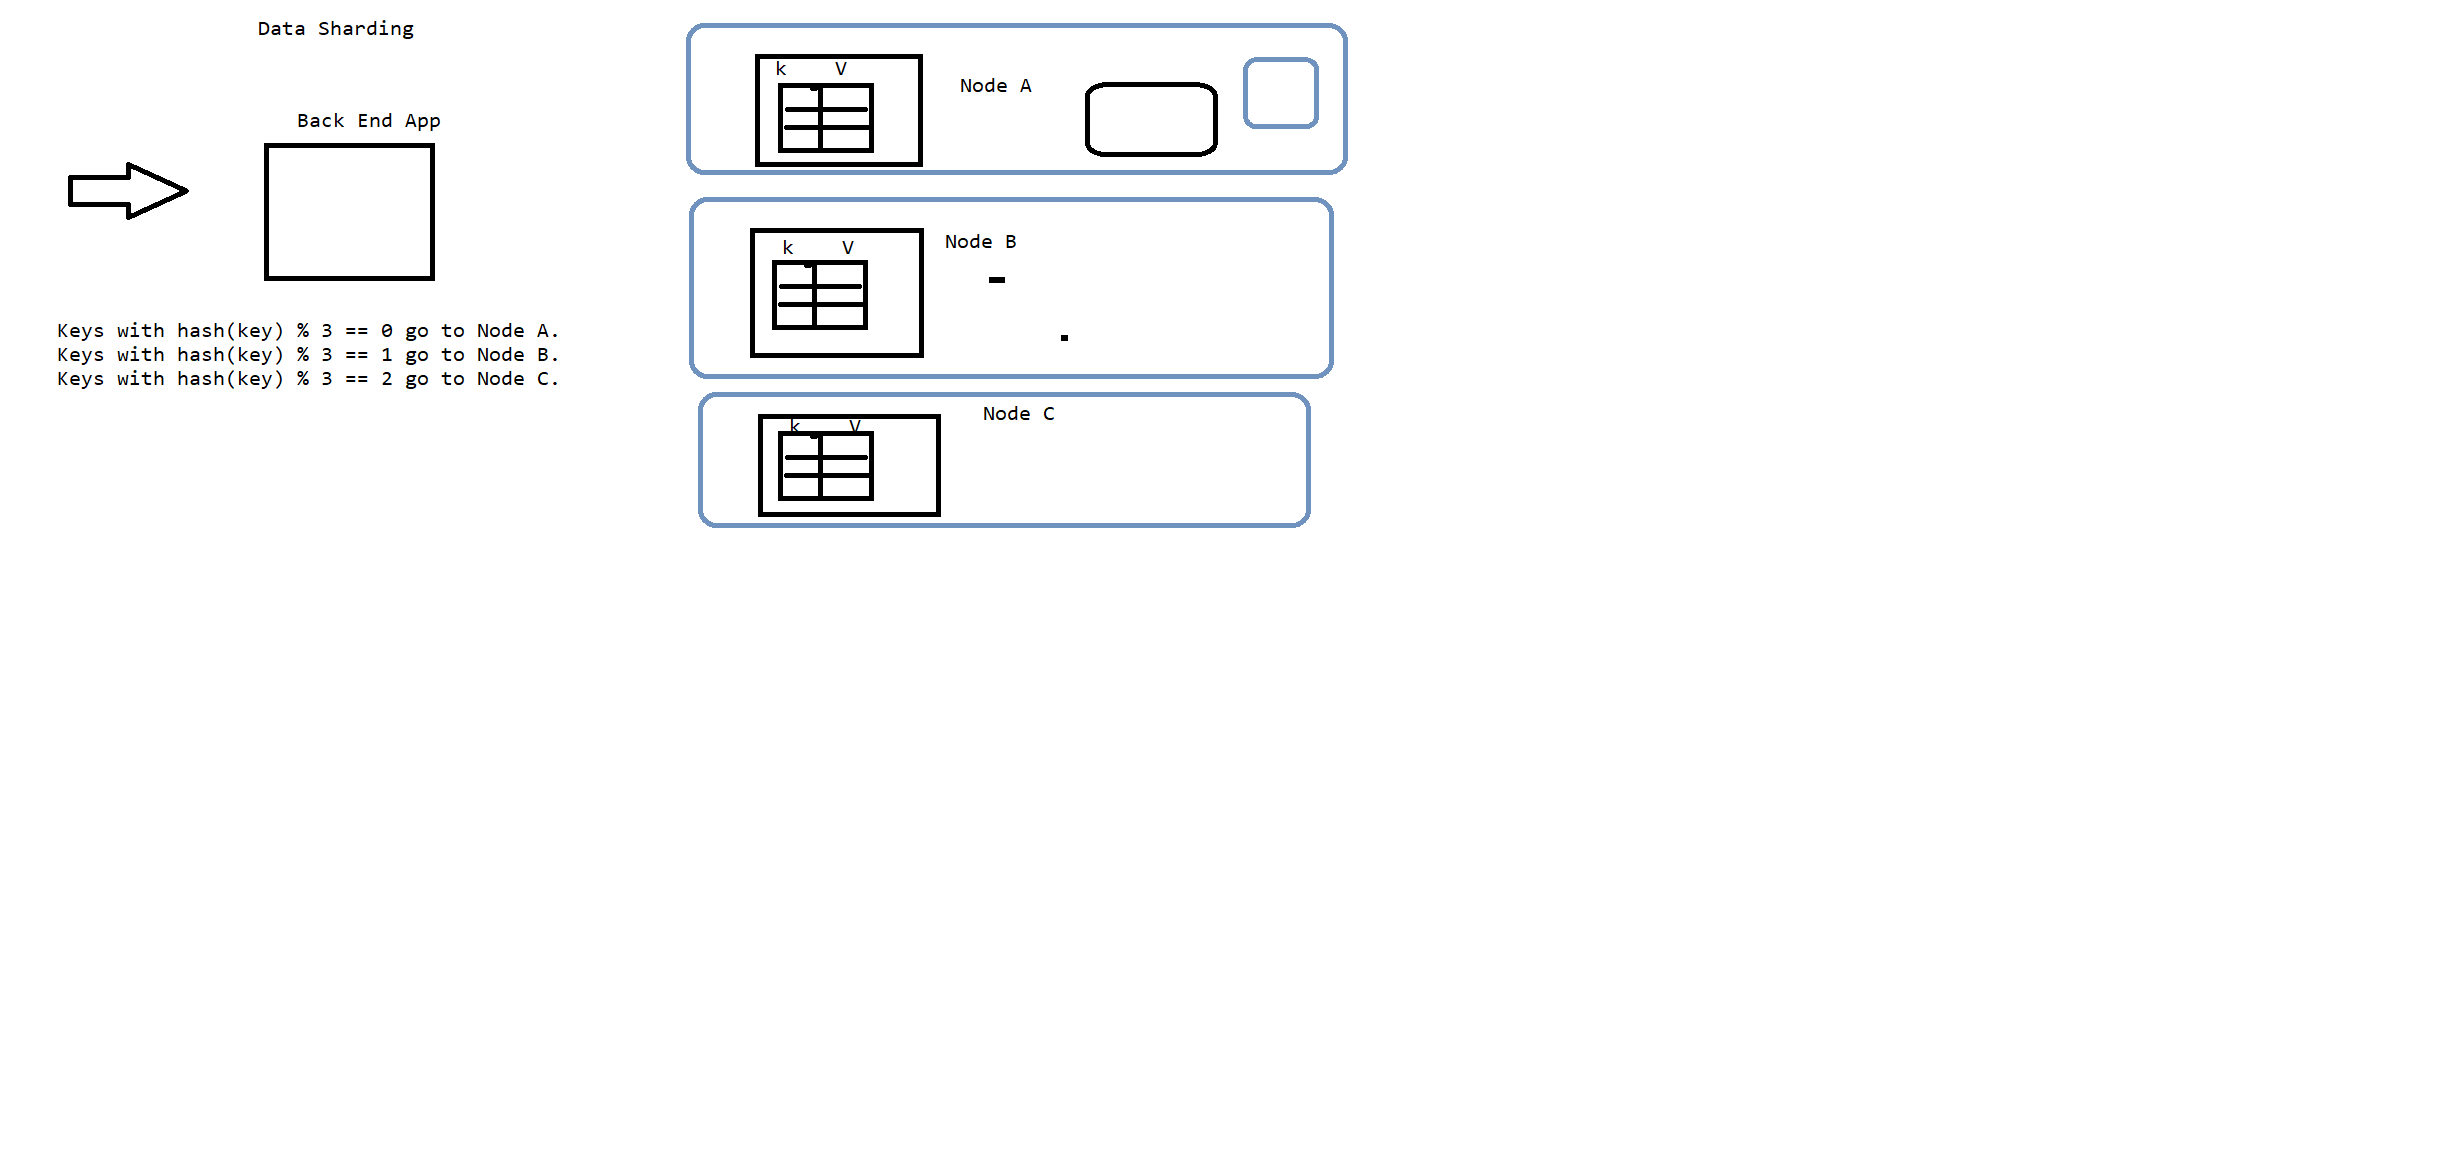 Data Sharding
Back End App
Keys with hash(key) % 3 == 0 go to Node A.
Keys with hash(key) % 3 == 1 go to Node B.
Keys with hash(key) % 3 == 2 go to Node C.
k V
Node A
k V
Node B
k V
Node C